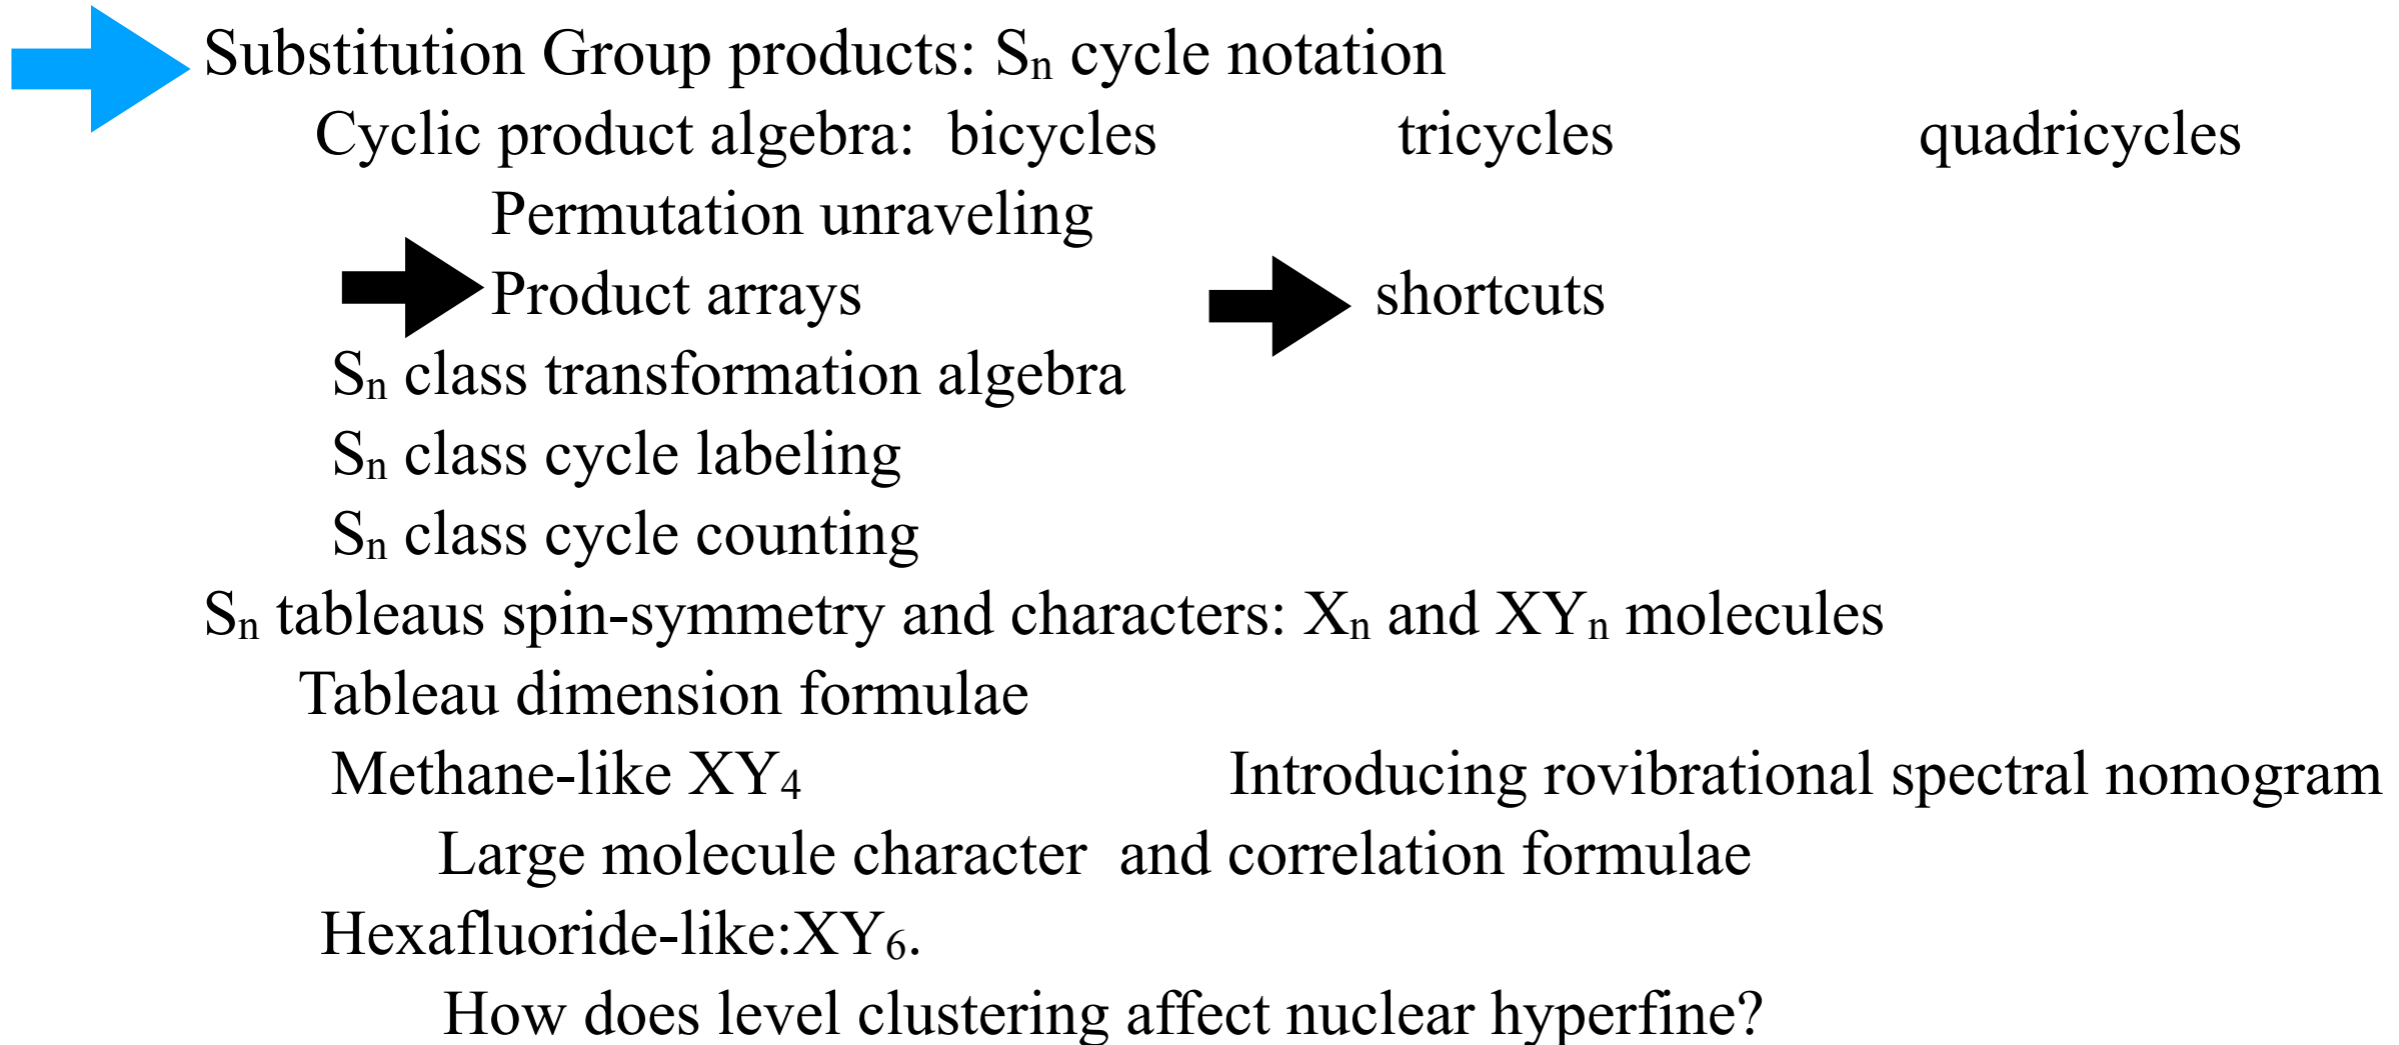 Substitution Group products: Sn cycle notation
Cyclic product algebra: bicycles tricycles quadricycles
Permutation unraveling
Product arrays shortcuts
Sn class transformation algebra
Sn class cycle labeling
Sn class cycle counting
Sn tableaus spin-symmetry and characters: Xn and XYn molecules
Tableau dimension formulae
Methane-like XY4 Introducing rovibrational spectral nomogram
Large molecule character and correlation formulae
Hexafluoride-like:XY6.
How does level clustering affect nuclear hyperfine?